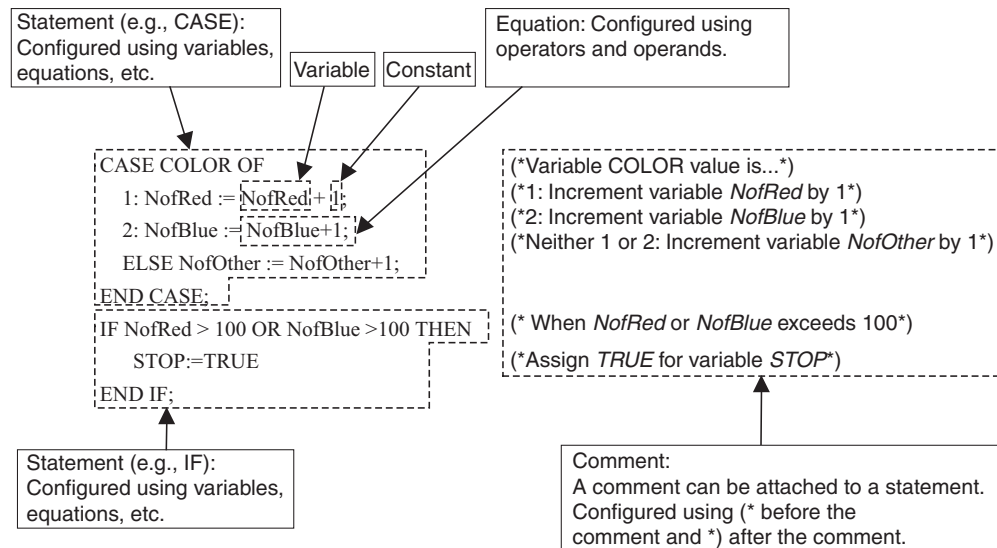 Statement (e.g., CASE):
Configured using variables,
equations, etc.
Variable
Constant
Equation: Configured using
operators and operands.
CASE COLOR OF
1: NofRed := NofRed + 1;
2: NofBlue := NofBlue+1;
ELSE NofOther := NofOther+1;
END CASE;
IF NofRed > 100 OR NofBlue >100 THEN
STOP:=TRUE
END IF;
(*Variable COLOR value is...*)
(*1: Increment variable NofRed by 1*)
(*2: Increment variable NofBlue by 1*)
(*Neither 1 or 2: Increment variable NofOther by 1*)
(* When NofRed or NofBlue exceeds 100*)
(*Assign TRUE for variable STOP*)
Statement (e.g., IF):
Configured using variables,
equations, etc.
Comment:
A comment can be attached to a statement.
Configured using (* before the
comment and *) after the comment.